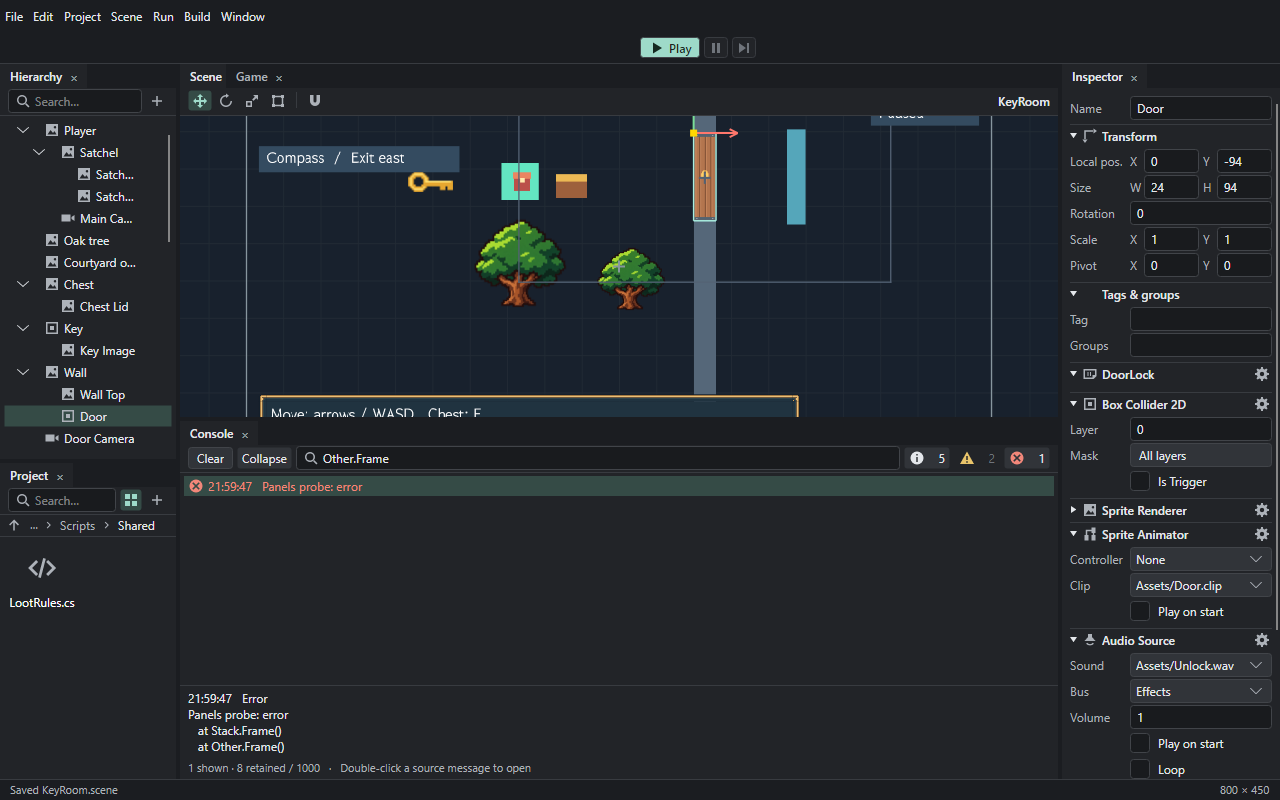 File Edit Project Scene Run Build Window
Play
Hierarchy
Search...
Player
Satchel
Satch...
Satch...
Main Ca...
Oak tree
Courtyard o...
Chest
Chest Lid
Key
Key Image
Wall
Wall Top
Door
Door Camera
Project
Search...
... > Scripts > Shared
LootRules.cs
Scene Game
KeyRoom
Paused
Compass / Exit east
Move: arrows / WASD Chest: E
Console
Clear Collapse Other.Frame 5 2 1
21:59:47 Panels probe: error
21:59:47 Error
Panels probe: error
at Stack.Frame()
at Other.Frame()
1 shown · 8 retained / 1000 · Double-click a source message to open
Inspector
Name Door
Transform
Local pos. X 0 Y -94
Size W 24 H 94
Rotation 0
Scale X 1 Y 1
Pivot X 0 Y 0
Tags & groups
Tag
Groups
DoorLock
Box Collider 2D
Layer 0
Mask All layers
Is Trigger
Sprite Renderer
Sprite Animator
Controller None
Clip Assets/Door.clip
Play on start
Audio Source
Sound Assets/Unlock.wav
Bus Effects
Volume 1
Play on start
Loop
Saved KeyRoom.scene
800 × 450